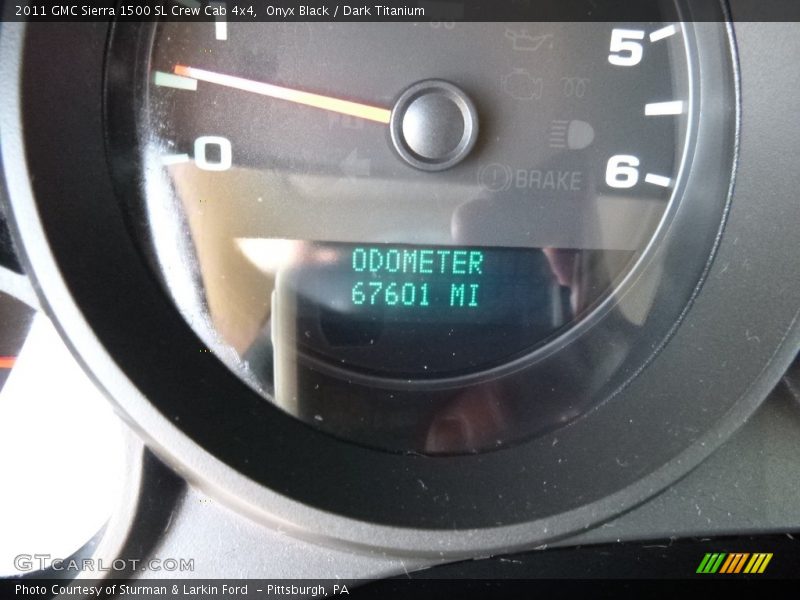 2011 GMC Sierra 1500 SL Crew Cab 4x4,  Onyx Black / Dark Titanium
5
0
6
BRAKE
ODOMETER
67601 MI
GTCARLOT.COM
Photo Courtesy of Sturman & Larkin Ford  – Pittsburgh, PA